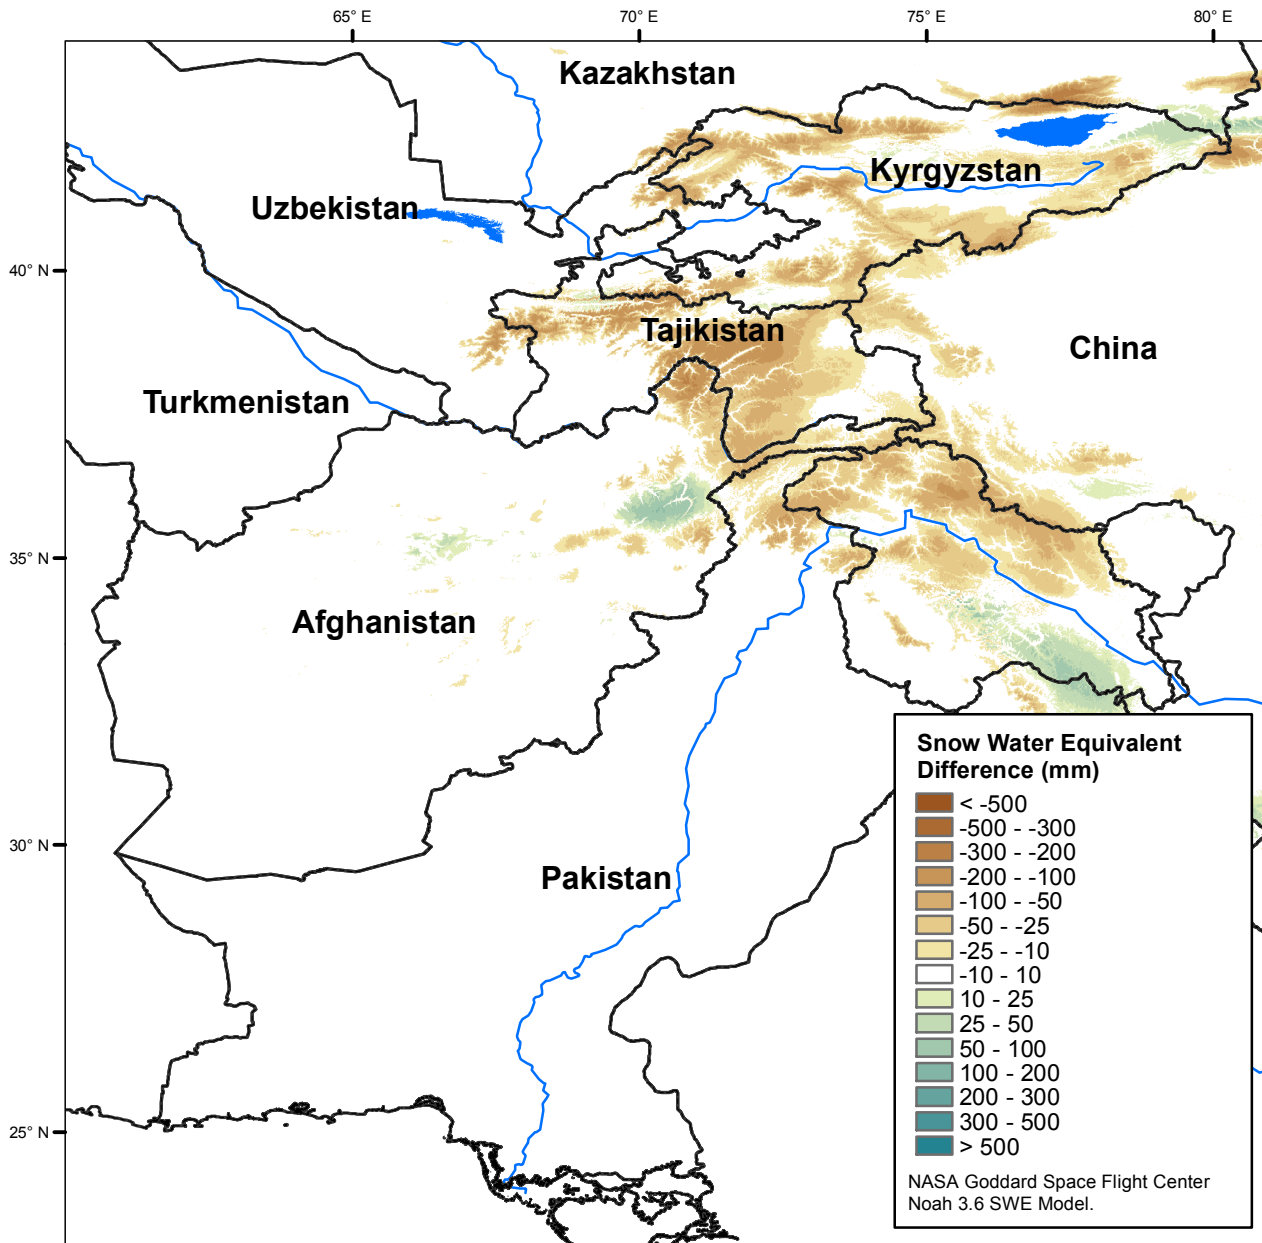 65° E
70° E
75° E
80° E
Kazakhstan
Kyrgyzstan
Uzbekistan
40° N
Tajikistan
China
Turkmenistan
35° N
Afghanistan
30° N
Pakistan
25° N
Snow Water Equivalent
Difference (mm)
< -500
-500 - -300
-300 - -200
-200 - -100
-100 - -50
-50 - -25
-25 - -10
-10 - 10
10 - 25
25 - 50
50 - 100
100 - 200
200 - 300
300 - 500
> 500
NASA Goddard Space Flight Center
Noah 3.6 SWE Model.